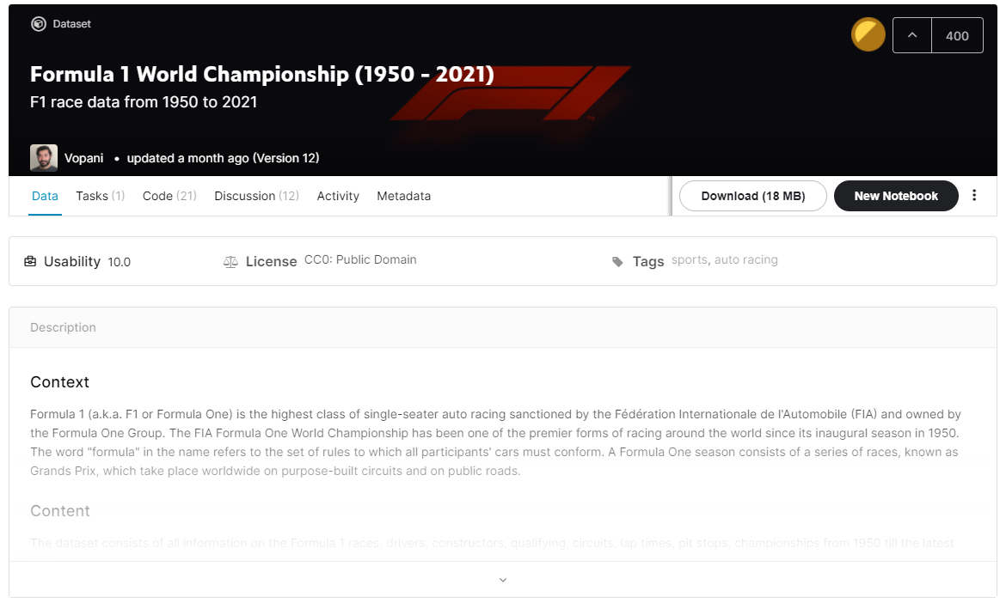 Dataset
400
Formula 1 World Championship (1950 - 2021)
F1 race data from 1950 to 2021
TM
Vopani • updated a month ago (Version 12)
Data Tasks (1) Code (21) Discussion (12) Activity Metadata Download (18 MB) New Notebook
Usability 10.0 License CC0: Public Domain Tags sports, auto racing
Description
Context
Formula 1 (a.k.a. F1 or Formula One) is the highest class of single-seater auto racing sanctioned by the Fédération Internationale de l'Automobile (FIA) and owned by
the Formula One Group. The FIA Formula One World Championship has been one of the premier forms of racing around the world since its inaugural season in 1950.
The word "formula" in the name refers to the set of rules to which all participants' cars must conform. A Formula One season consists of a series of races, known as
Grands Prix, which take place worldwide on purpose-built circuits and on public roads.
Content
The dataset consists of all information on the Formula 1 races, drivers, constructors, qualifying, circuits, lap times, pit stops, championships from 1950 till the latest